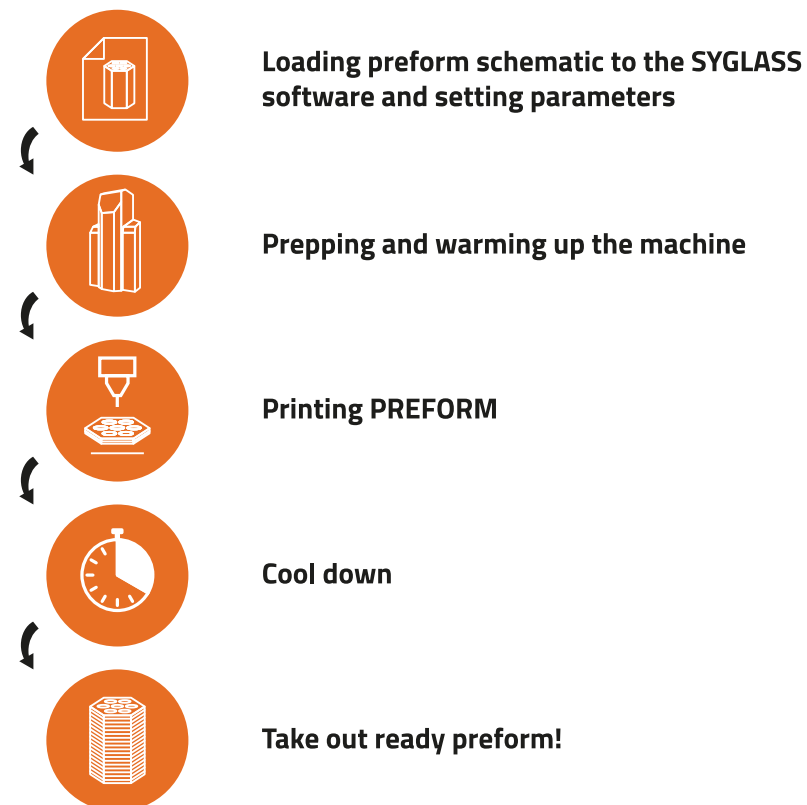 Loading preform schematic to the SYGLASS
software and setting parameters
Prepping and warming up the machine
Printing PREFORM
Cool down
Take out ready preform!